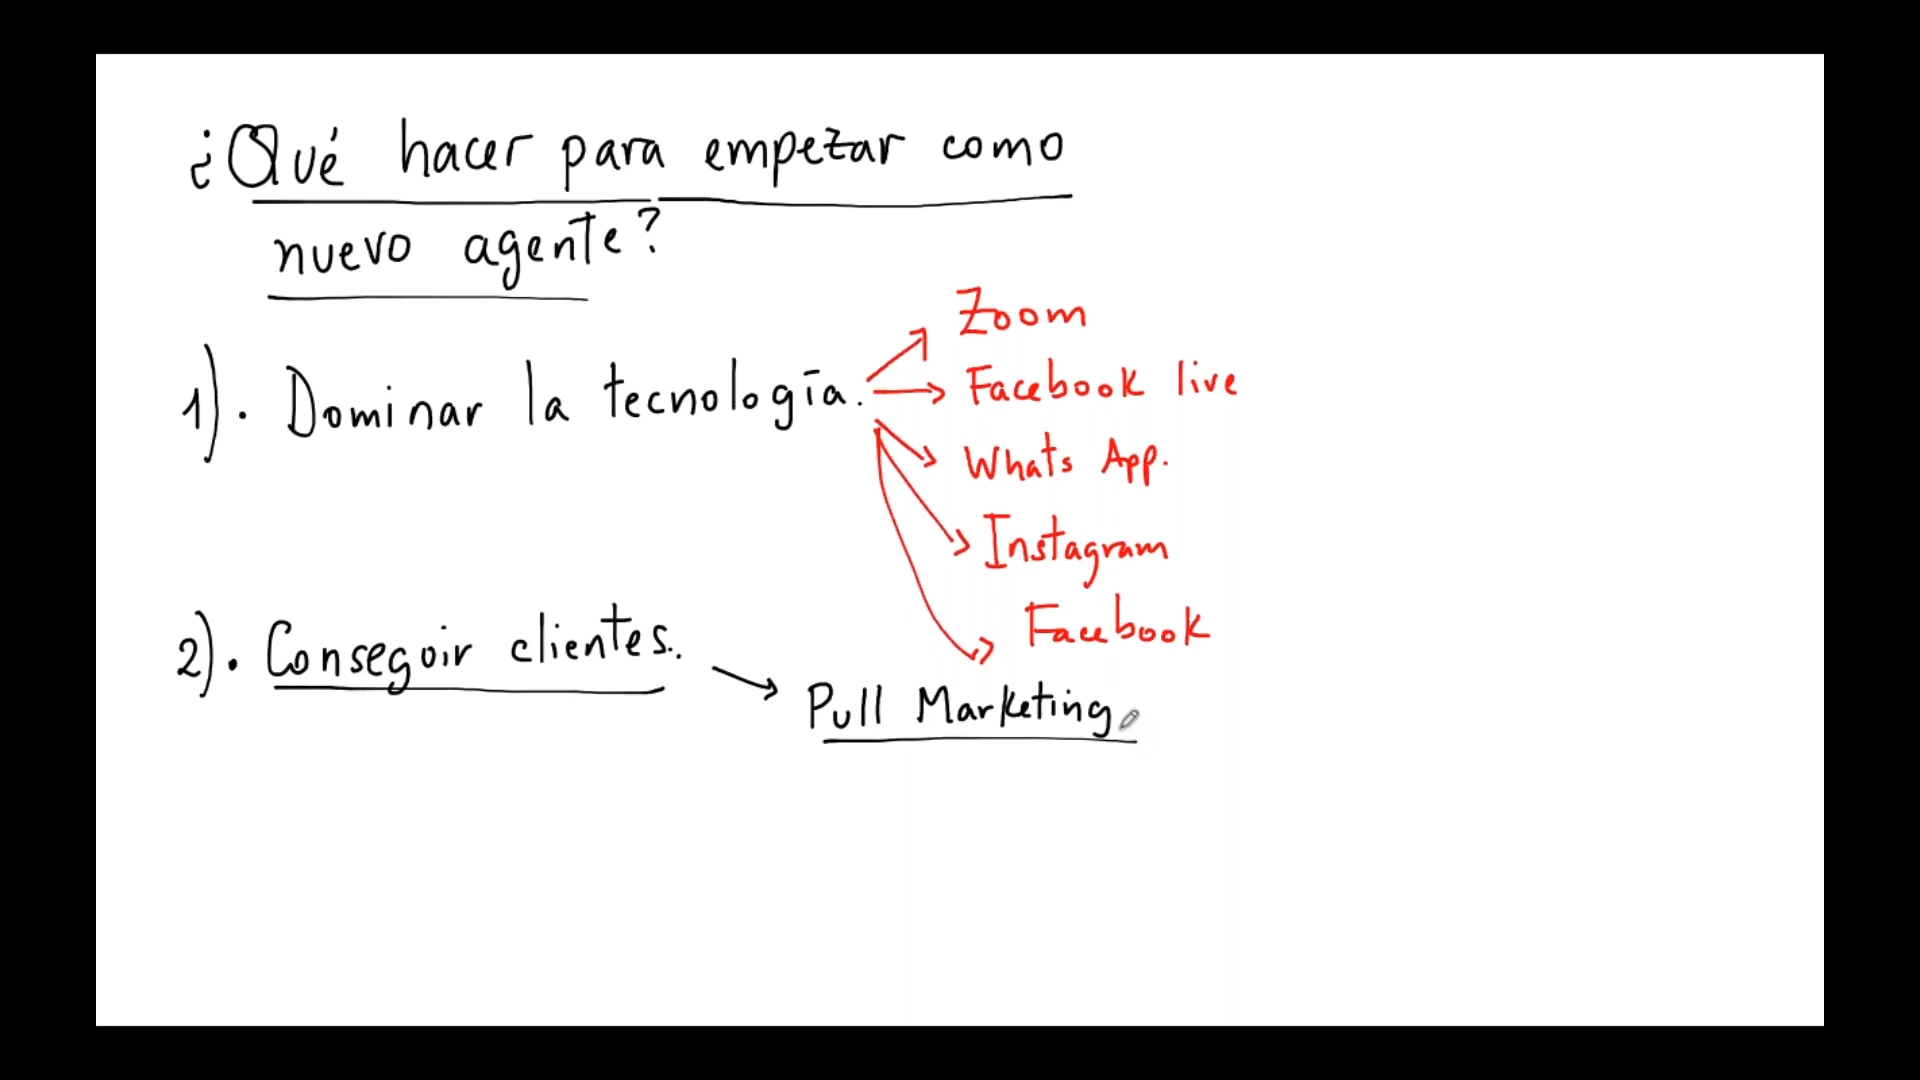 ¿Qué hacer para empezar como
nuevo agente?
1). Dominar la tecnología.
Zoom
Facebook live
Whats App.
Instagram
Facebook
2). Conseguir clientes.
Pull Marketing.